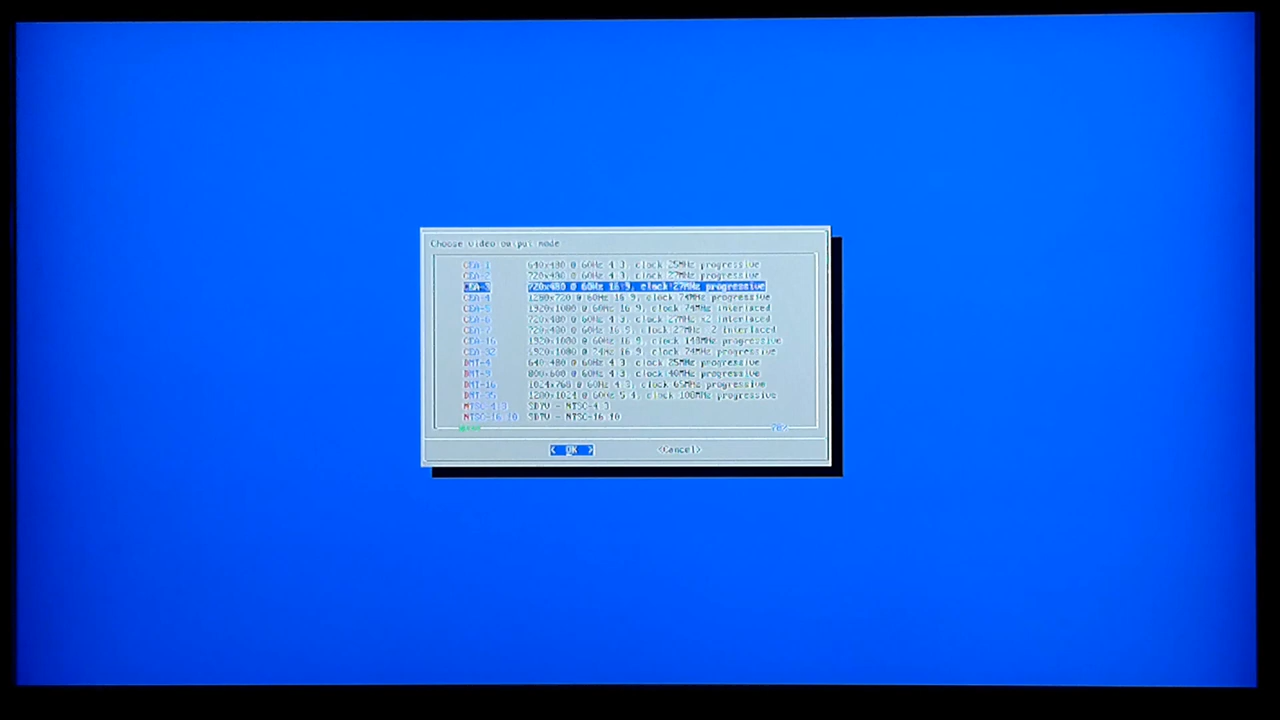 Choose video output mode
CEA-1 640x480 @ 60Hz 4:3, clock:25MHz progressive
CEA-2 720x480 @ 60Hz 4:3, clock:27MHz progressive
CEA-3 720x480 @ 60Hz 16:9, clock:27MHz progressive
CEA-4 1280x720 @ 60Hz 16:9, clock:74MHz progressive
CEA-5 1920x1080 @ 60Hz 16:9, clock:74MHz interlaced
CEA-6 720x480 @ 60Hz 4:3, clock:27MHz x2 interlaced
CEA-7 720x480 @ 60Hz 16:9, clock:27MHz x2 interlaced
CEA-16 1920x1080 @ 60Hz 16:9, clock:148MHz progressive
CEA-32 1920x1080 @ 24Hz 16:9, clock:74MHz progressive
DMT-4 640x480 @ 60Hz 4:3, clock:25MHz progressive
DMT-9 800x600 @ 60Hz 4:3, clock:40MHz progressive
DMT-16 1024x768 @ 60Hz 4:3, clock:65MHz progressive
DMT-35 1280x1024 @ 60Hz 5:4, clock:108MHz progressive
NTSC-4:3 SDTV - NTSC-4:3
NTSC-16:10 SDTV - NTSC-16:10
< OK > <Cancel>